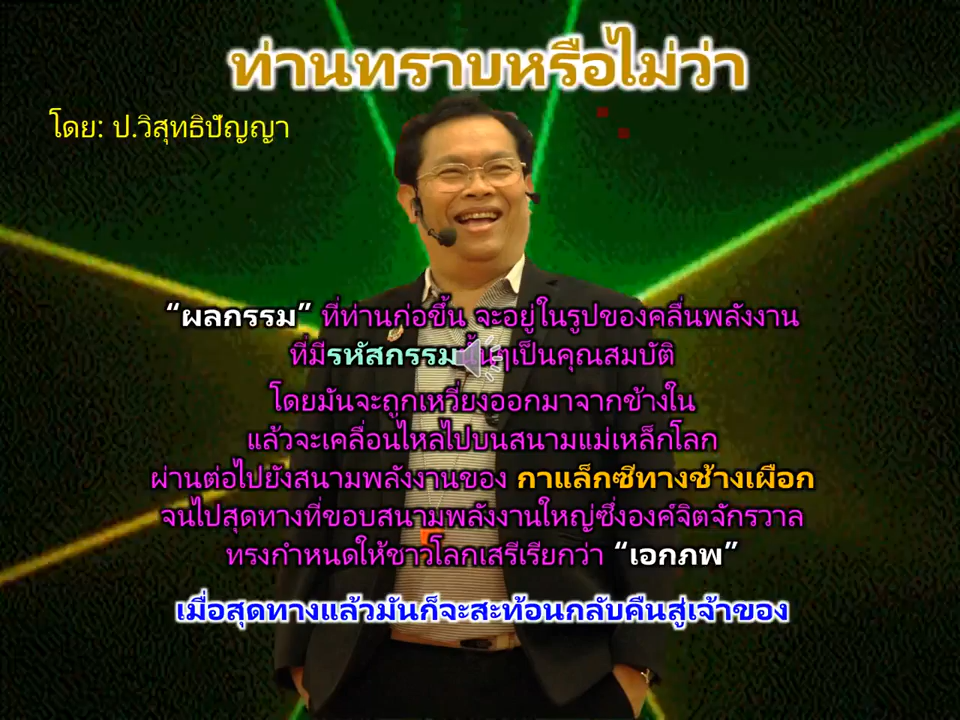 ท่านทราบหรือไม่ว่า
โดย: ป.วิสุทธิปัญญา
“ผลกรรม” ที่ท่านก่อขึ้น จะอยู่ในรูปของคลื่นพลังงาน
ที่มีรหัสกรรมนั้นๆเป็นคุณสมบัติ
โดยมันจะถูกเหวี่ยงออกมาจากข้างใน
แล้วจะเคลื่อนไหลไปบนสนามแม่เหล็กโลก
ผ่านต่อไปยังสนามพลังงานของ กาแล็กซีทางช้างเผือก
จนไปสุดทางที่ขอบสนามพลังงานใหญ่ซึ่งองค์จิตจักรวาล
ทรงกำหนดให้ชาวโลกเสรีเรียกว่า “เอกภพ”
เมื่อสุดทางแล้วมันก็จะสะท้อนกลับคืนสู่เจ้าของ